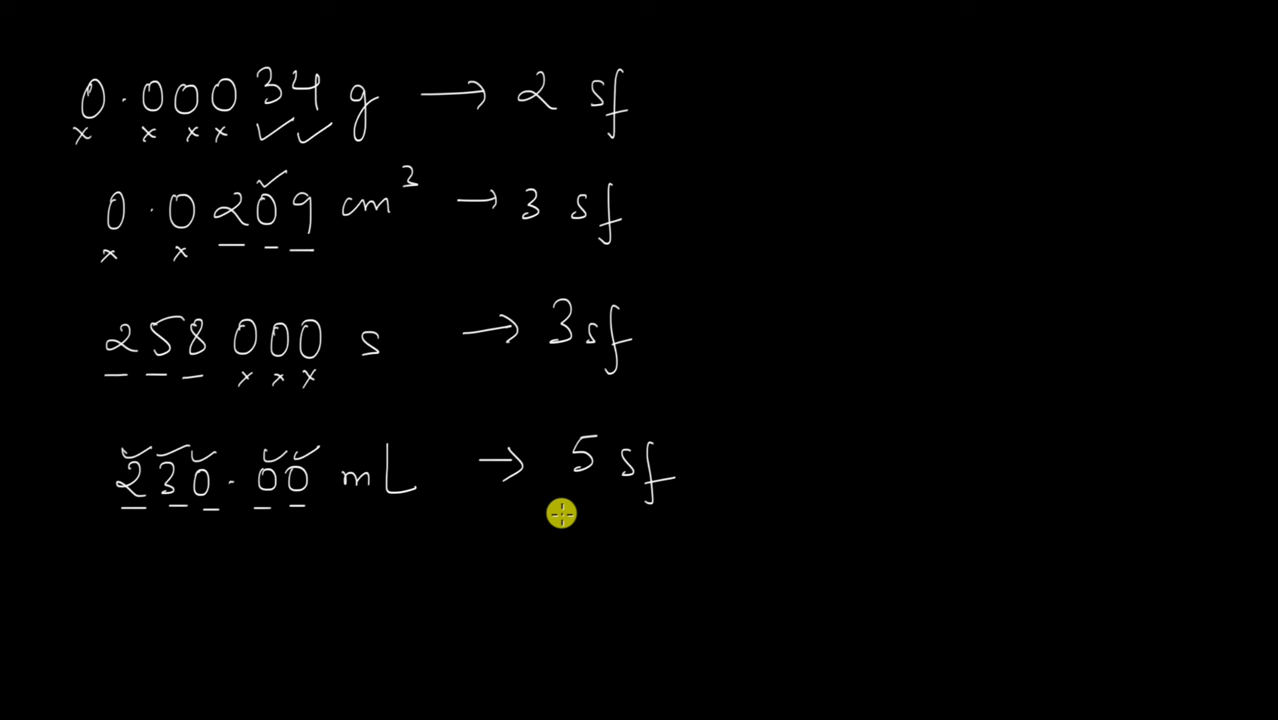 0.00034 g → 2 sf
x x x x ✓ ✓
✓
0.0209 cm³ → 3 sf
x x
258 000 s → 3 sf
x x x
✓ ✓ ✓ ✓ ✓
230.00 mL → 5 sf